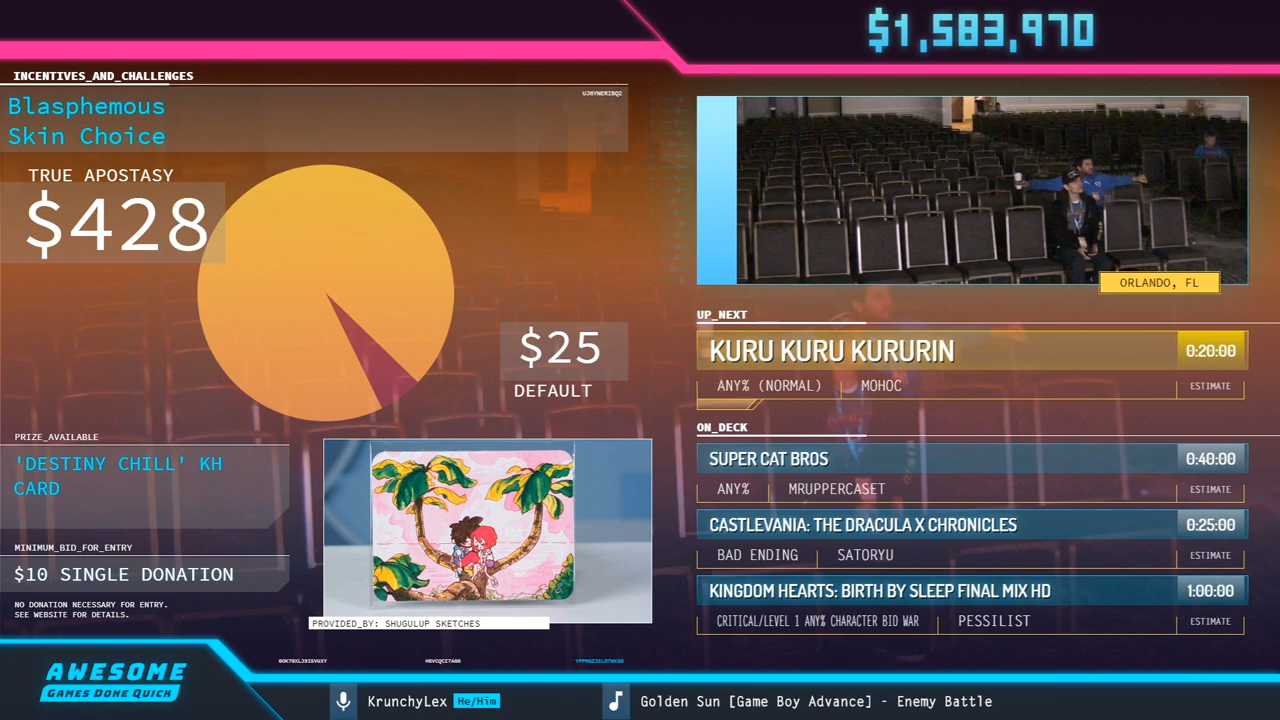 $1,583,970
INCENTIVES_AND_CHALLENGES
Blasphemous
Skin Choice
TRUE APOSTASY
$428
$25
DEFAULT
PRIZE_AVAILABLE
'DESTINY CHILL' KH
CARD
MINIMUM_BID_FOR_ENTRY
$10 SINGLE DONATION
NO DONATION NECESSARY FOR ENTRY.
SEE WEBSITE FOR DETAILS.
PROVIDED_BY: SHUGULUP SKETCHES
ORLANDO, FL
UP_NEXT
KURU KURU KURURIN 0:20:00
ANY% (NORMAL) MOHOC ESTIMATE
ON_DECK
SUPER CAT BROS 0:40:00
ANY% MRUPPERCASET ESTIMATE
CASTLEVANIA: THE DRACULA X CHRONICLES 0:25:00
BAD ENDING SATORYU ESTIMATE
KINGDOM HEARTS: BIRTH BY SLEEP FINAL MIX HD 1:00:00
CRITICAL/LEVEL 1 ANY% CHARACTER BID WAR PESSILIST ESTIMATE
AWESOME
GAMES DONE QUICK
KrunchyLex He/Him
Golden Sun [Game Boy Advance] - Enemy Battle